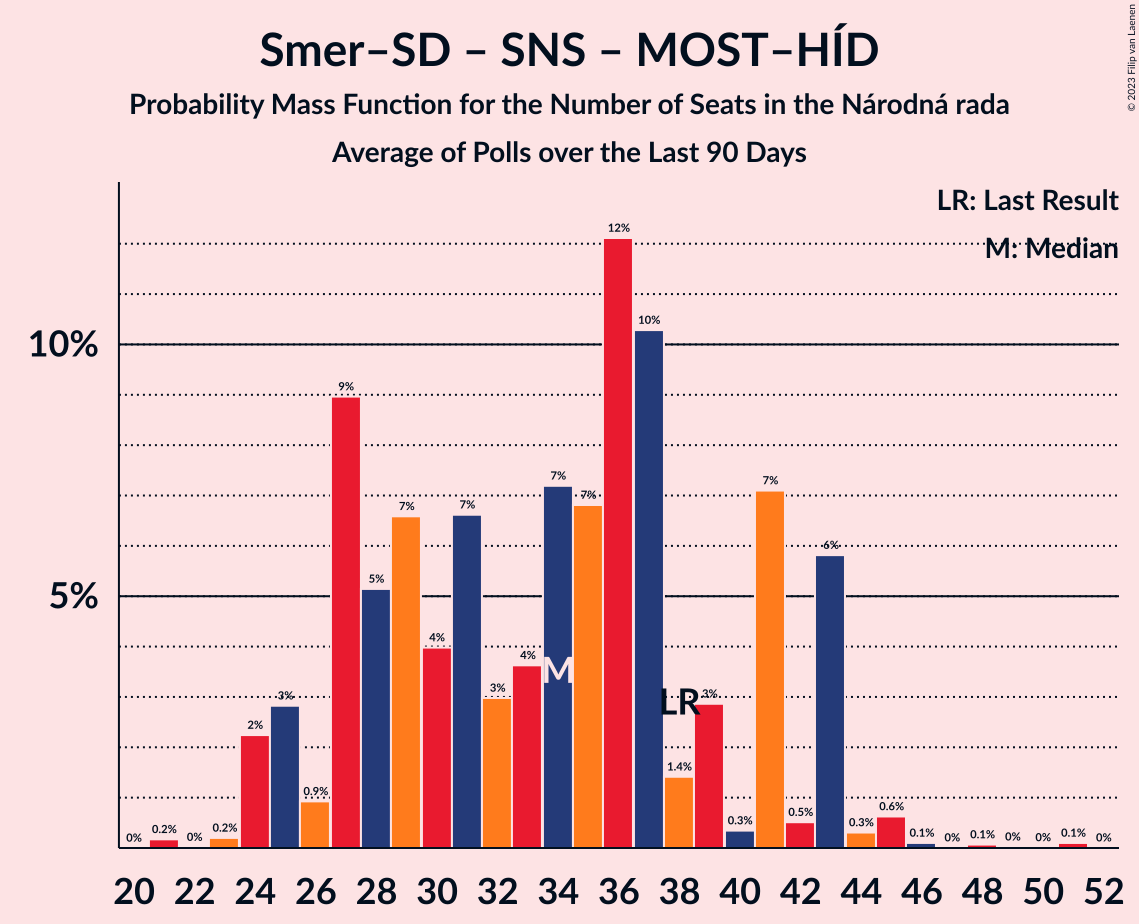 Smer–SD – SNS – MOST–HÍD
Probability Mass Function for the Number of Seats in the Národná rada
Average of Polls over the Last 90 Days
© 2023 Filip van Laenen
LR: Last Result
M: Median
10%
5%
0% 0.2% 0% 0.2% 2% 3% 0.9% 9% 5% 7% 4% 7% 3% 4% 7% 7% 12% 10% 1.4% 3% 0.3% 7% 0.5% 6% 0.3% 0.6% 0.1% 0% 0.1% 0% 0% 0.1% 0%
M
LR
20 22 24 26 28 30 32 34 36 38 40 42 44 46 48 50 52